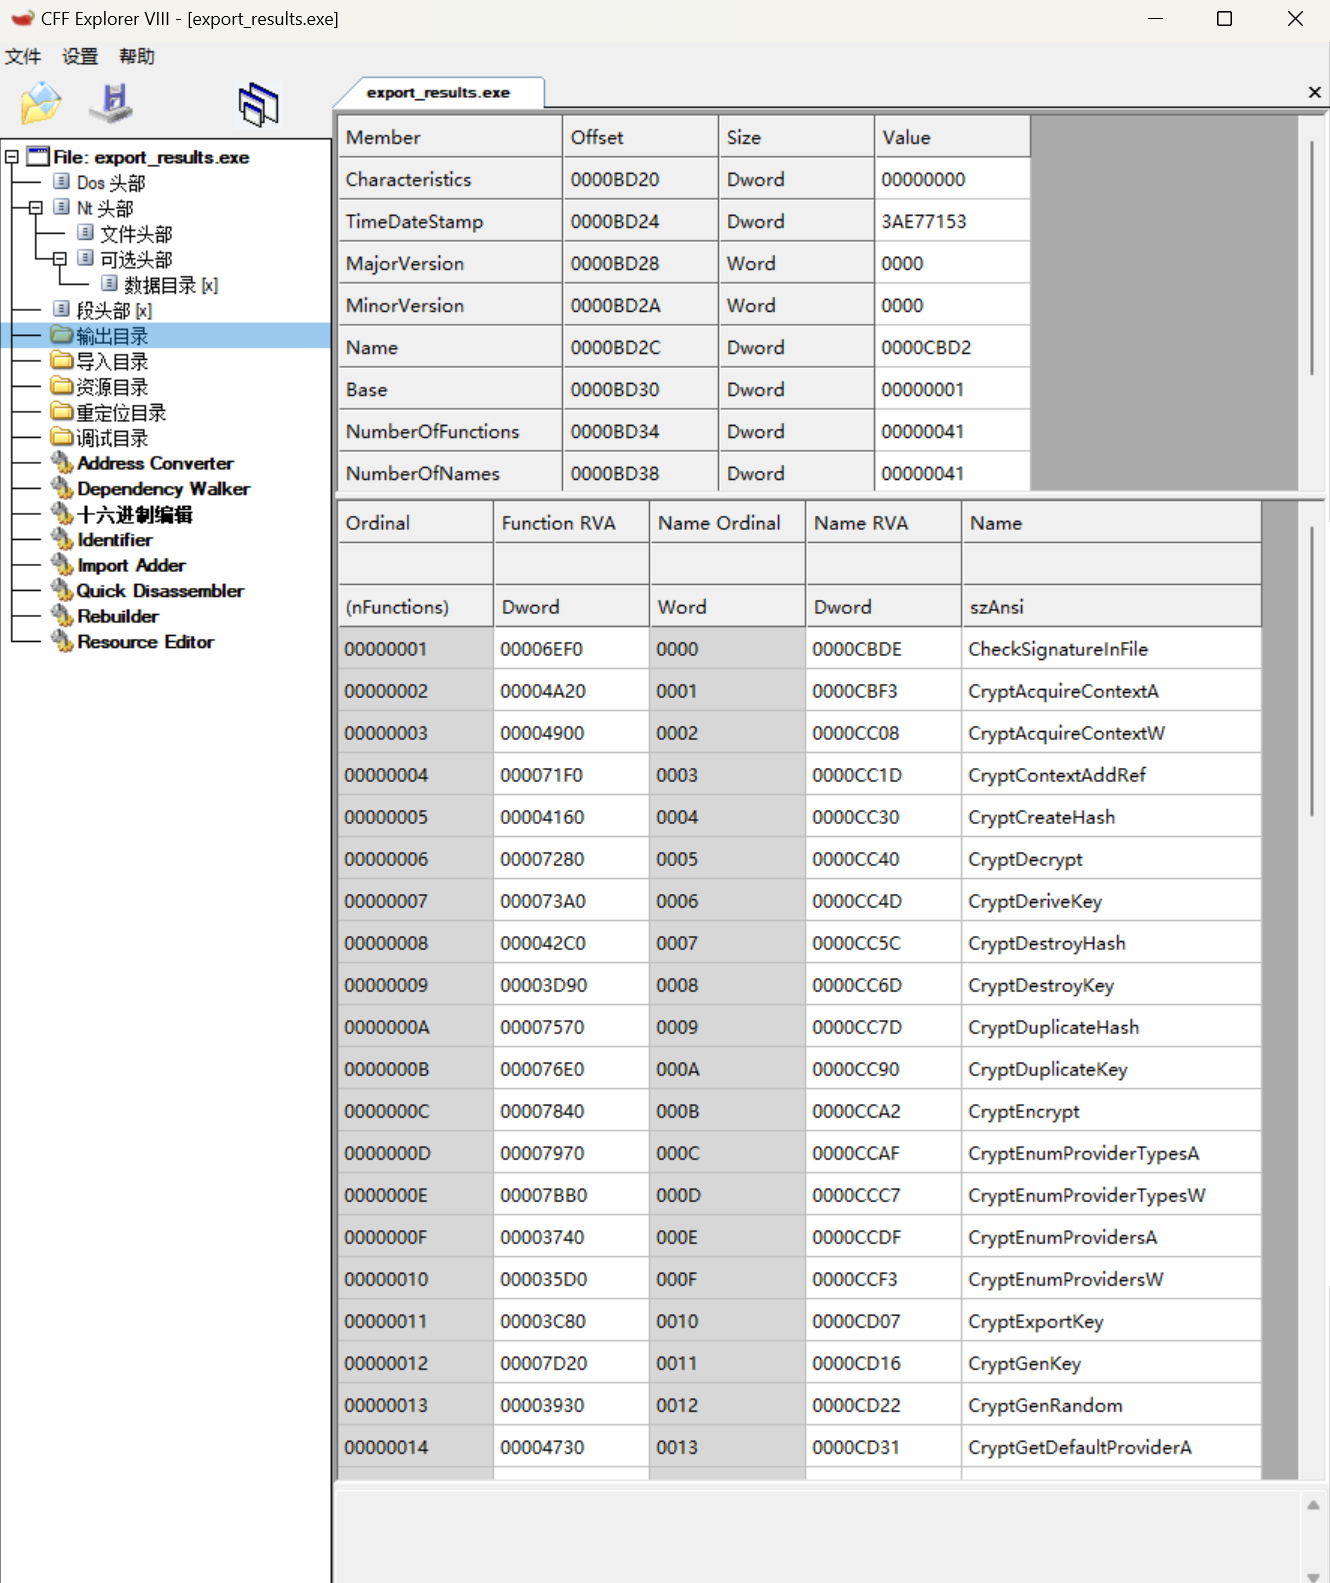 CFF Explorer VIII - [export_results.exe]
文件 设置 帮助
export_results.exe
File: export_results.exe
Dos 头部
Nt 头部
文件头部
可选头部
数据目录 [x]
段头部 [x]
输出目录
导入目录
资源目录
重定位目录
调试目录
Address Converter
Dependency Walker
十六进制编辑
Identifier
Import Adder
Quick Disassembler
Rebuilder
Resource Editor
Member Offset Size Value
Characteristics 0000BD20 Dword 00000000
TimeDateStamp 0000BD24 Dword 3AE77153
MajorVersion 0000BD28 Word 0000
MinorVersion 0000BD2A Word 0000
Name 0000BD2C Dword 0000CBD2
Base 0000BD30 Dword 00000001
NumberOfFunctions 0000BD34 Dword 00000041
NumberOfNames 0000BD38 Dword 00000041
Ordinal Function RVA Name Ordinal Name RVA Name
(nFunctions) Dword Word Dword szAnsi
00000001 00006EF0 0000 0000CBDE CheckSignatureInFile
00000002 00004A20 0001 0000CBF3 CryptAcquireContextA
00000003 00004900 0002 0000CC08 CryptAcquireContextW
00000004 000071F0 0003 0000CC1D CryptContextAddRef
00000005 00004160 0004 0000CC30 CryptCreateHash
00000006 00007280 0005 0000CC40 CryptDecrypt
00000007 000073A0 0006 0000CC4D CryptDeriveKey
00000008 000042C0 0007 0000CC5C CryptDestroyHash
00000009 00003D90 0008 0000CC6D CryptDestroyKey
0000000A 00007570 0009 0000CC7D CryptDuplicateHash
0000000B 000076E0 000A 0000CC90 CryptDuplicateKey
0000000C 00007840 000B 0000CCA2 CryptEncrypt
0000000D 00007970 000C 0000CCAF CryptEnumProviderTypesA
0000000E 00007BB0 000D 0000CCC7 CryptEnumProviderTypesW
0000000F 00003740 000E 0000CCDF CryptEnumProvidersA
00000010 000035D0 000F 0000CCF3 CryptEnumProvidersW
00000011 00003C80 0010 0000CD07 CryptExportKey
00000012 00007D20 0011 0000CD16 CryptGenKey
00000013 00003930 0012 0000CD22 CryptGenRandom
00000014 00004730 0013 0000CD31 CryptGetDefaultProviderA